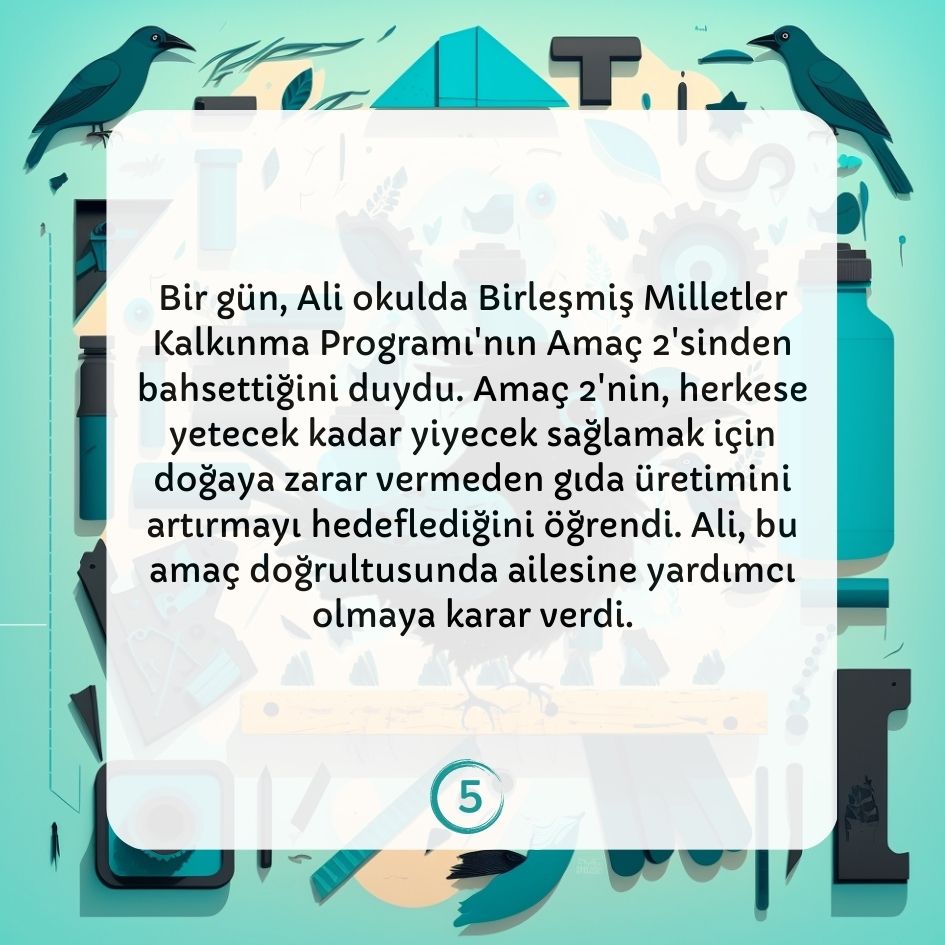 Bir gün, Ali okulda Birleşmiş Milletler
Kalkınma Programı'nın Amaç 2'sinden
bahsettiğini duydu. Amaç 2'nin, herkese
yetecek kadar yiyecek sağlamak için
doğaya zarar vermeden gıda üretimini
artırmayı hedeflediğini öğrendi. Ali, bu
amaç doğrultusunda ailesine yardımcı
olmaya karar verdi.
5